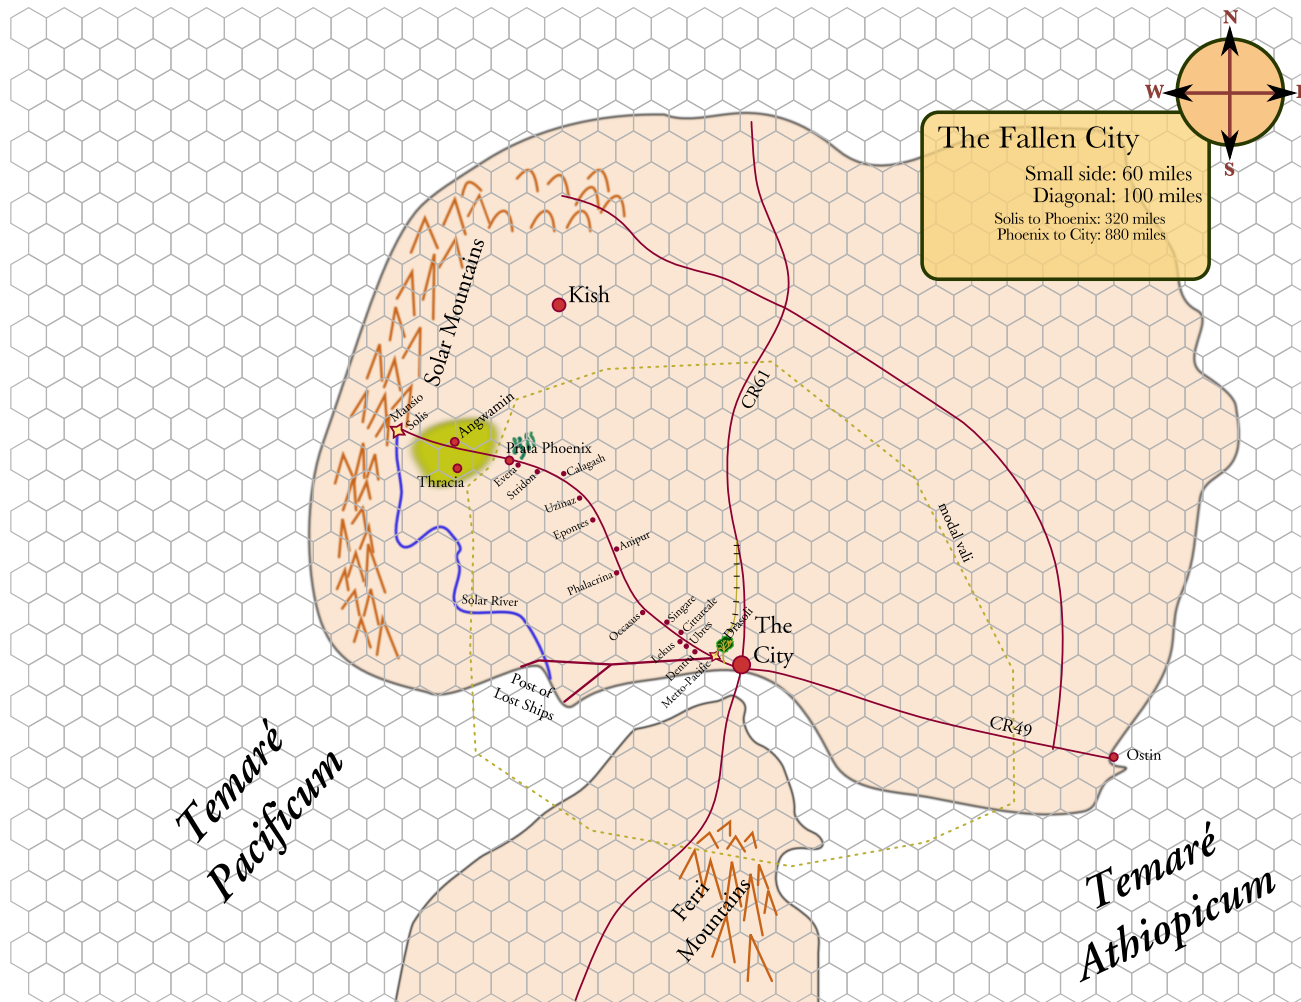 N
W
E
S
The Fallen City
Small side: 60 miles
Diagonal: 100 miles
Solis to Phoenix: 320 miles
Phoenix to City: 880 miles
Solar Mountains
Kish
CR61
Mansio
Solis
Angwamin
Prata Phoenix
Thracia
Evera
Stridon
Calagash
Uzinaz
Epontes
Anipur
Phalacrina
modal vali
Solar River
Occasus
Singare
Cittareale
Ubres
Lekus
Dentra
Drasoli
Metro-Pacific
The
City
Post of
Lost Ships
CR49
Ostin
Temaré
Pacificum
Ferri
Mountains
Temaré
Athiopicum